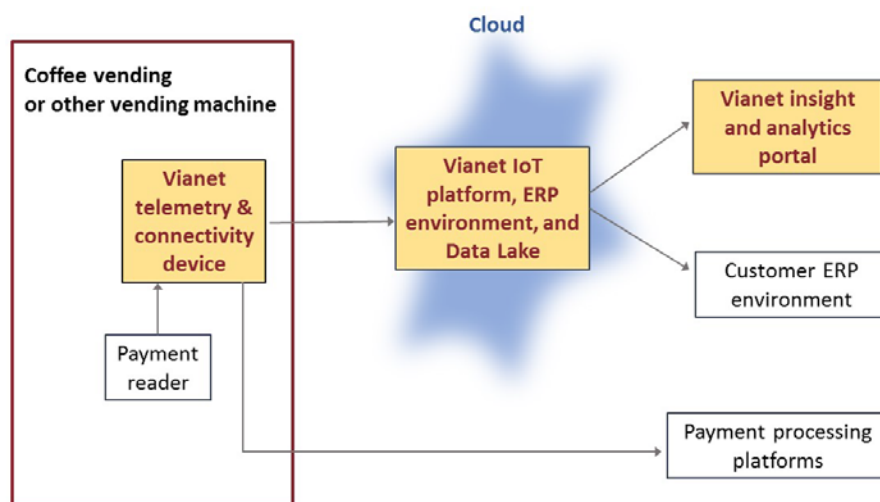 Cloud
Coffee vending
or other vending machine
Vianet
telemetry &
connectivity
device
Payment
reader
Vianet IoT
platform, ERP
environment, and
Data Lake
Vianet insight
and analytics
portal
Customer ERP
environment
Payment processing
platforms